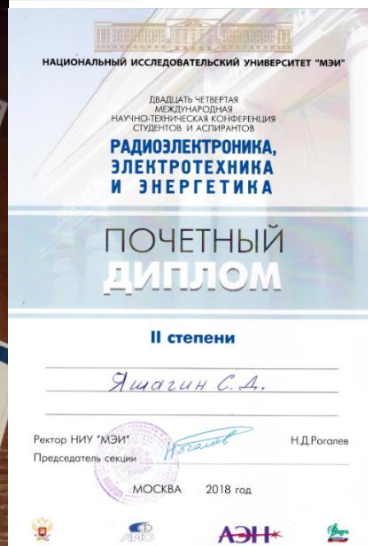 НАЦИОНАЛЬНЫЙ ИССЛЕДОВАТЕЛЬСКИЙ УНИВЕРСИТЕТ "МЭИ"
ДВАДЦАТЬ ЧЕТВЕРТАЯ
МЕЖДУНАРОДНАЯ
НАУЧНО-ТЕХНИЧЕСКАЯ КОНФЕРЕНЦИЯ
СТУДЕНТОВ И АСПИРАНТОВ
РАДИОЭЛЕКТРОНИКА,
ЭЛЕКТРОТЕХНИКА
И ЭНЕРГЕТИКА
ПОЧЕТНЫЙ
ДИПЛОМ
II степени
Яшагин С.Д.
Ректор НИУ "МЭИ" Н.Д.Рогалев
Председатель секции
МОСКВА 2018 год
АЭН